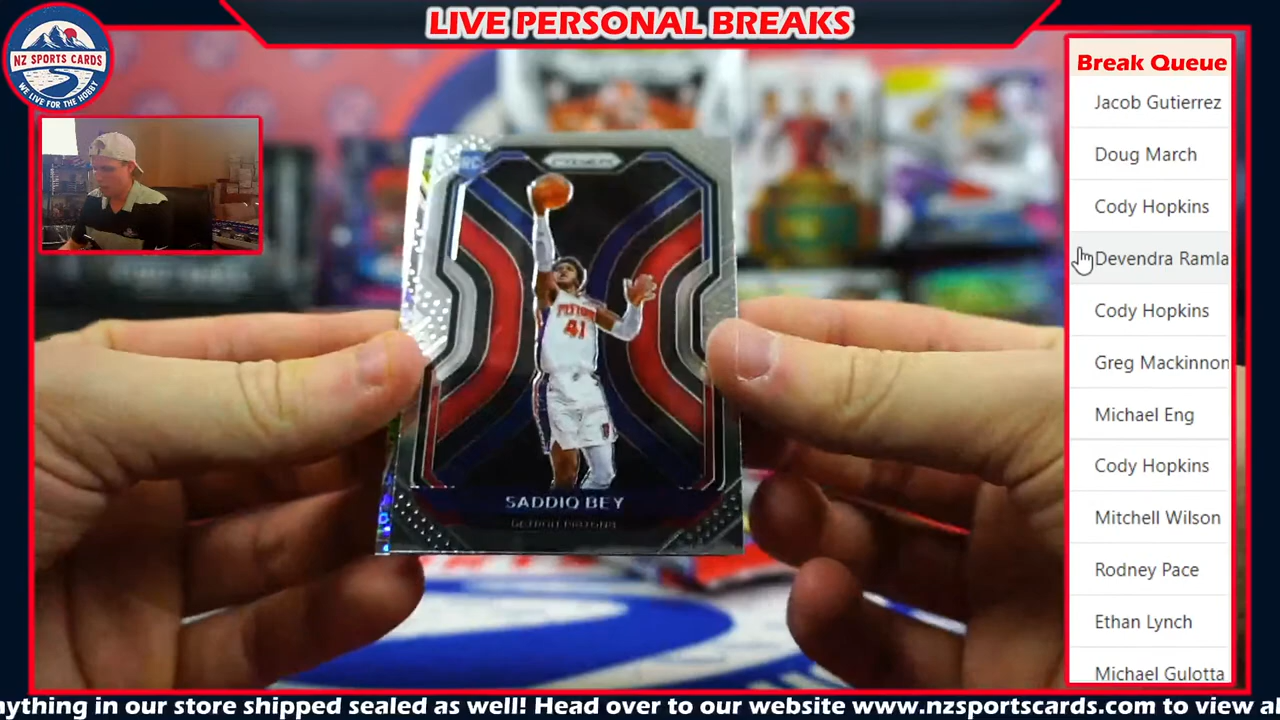 LIVE PERSONAL BREAKS
NZ SPORTS CARDS
WE LIVE FOR THE HOBBY
Break Queue
Jacob Gutierrez
Doug March
Cody Hopkins
Devendra Ramla
Cody Hopkins
Greg Mackinnon
Michael Eng
Cody Hopkins
Mitchell Wilson
Rodney Pace
Ethan Lynch
Michael Gulotta
RC
PRIZM
PISTONS
41
SADDIQ BEY
DETROIT PISTONS
ything in our store shipped sealed as well! Head over to our website www.nzsportscards.com to view a